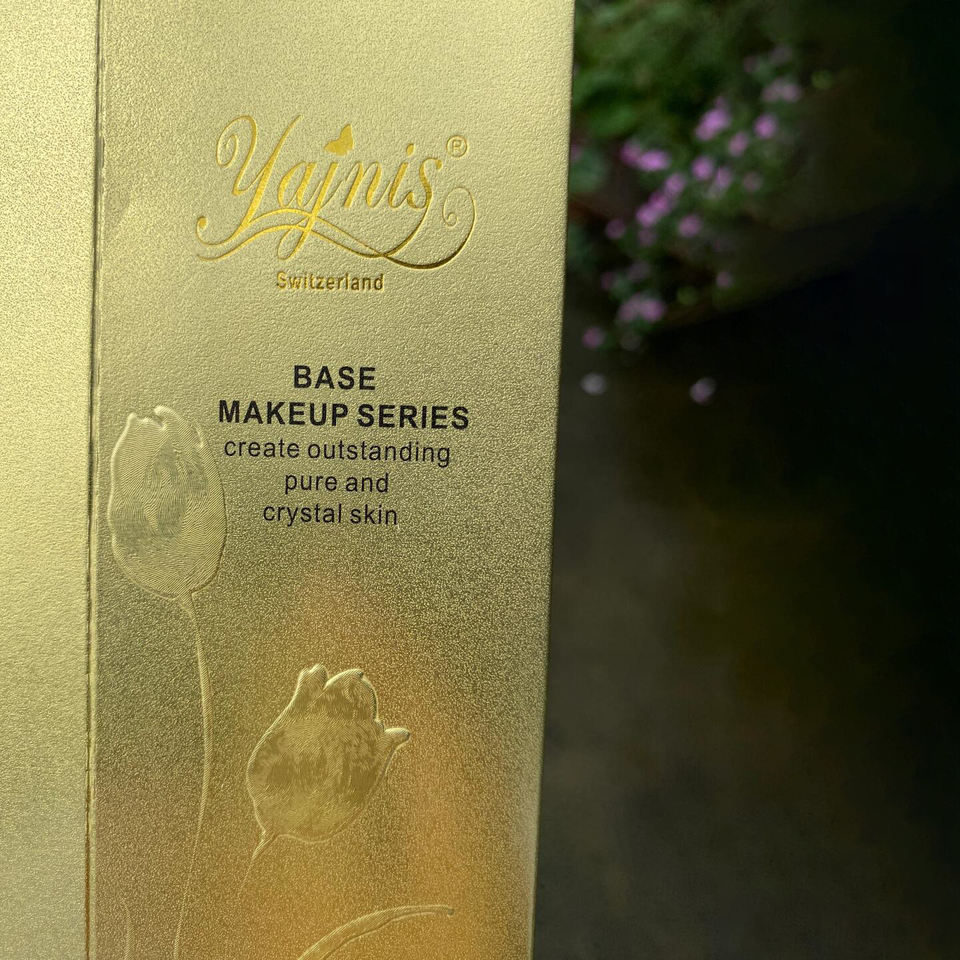 Yajnis®
Switzerland
BASE
MAKEUP SERIES
create outstanding
pure and
crystal skin